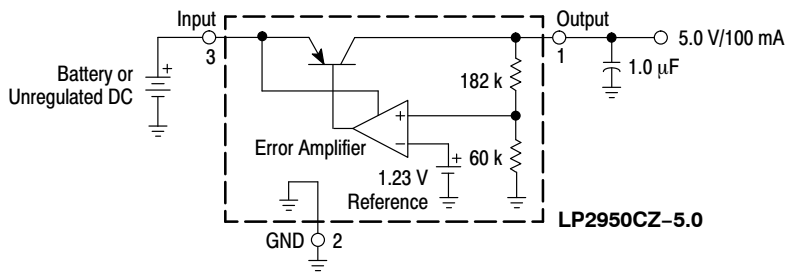 Input
3
Output
1
5.0 V/100 mA
Battery or
Unregulated DC
+
182 k
1.0 µF
Error Amplifier
+
−
60 k
+
1.23 V
Reference
LP2950CZ−5.0
GND 2